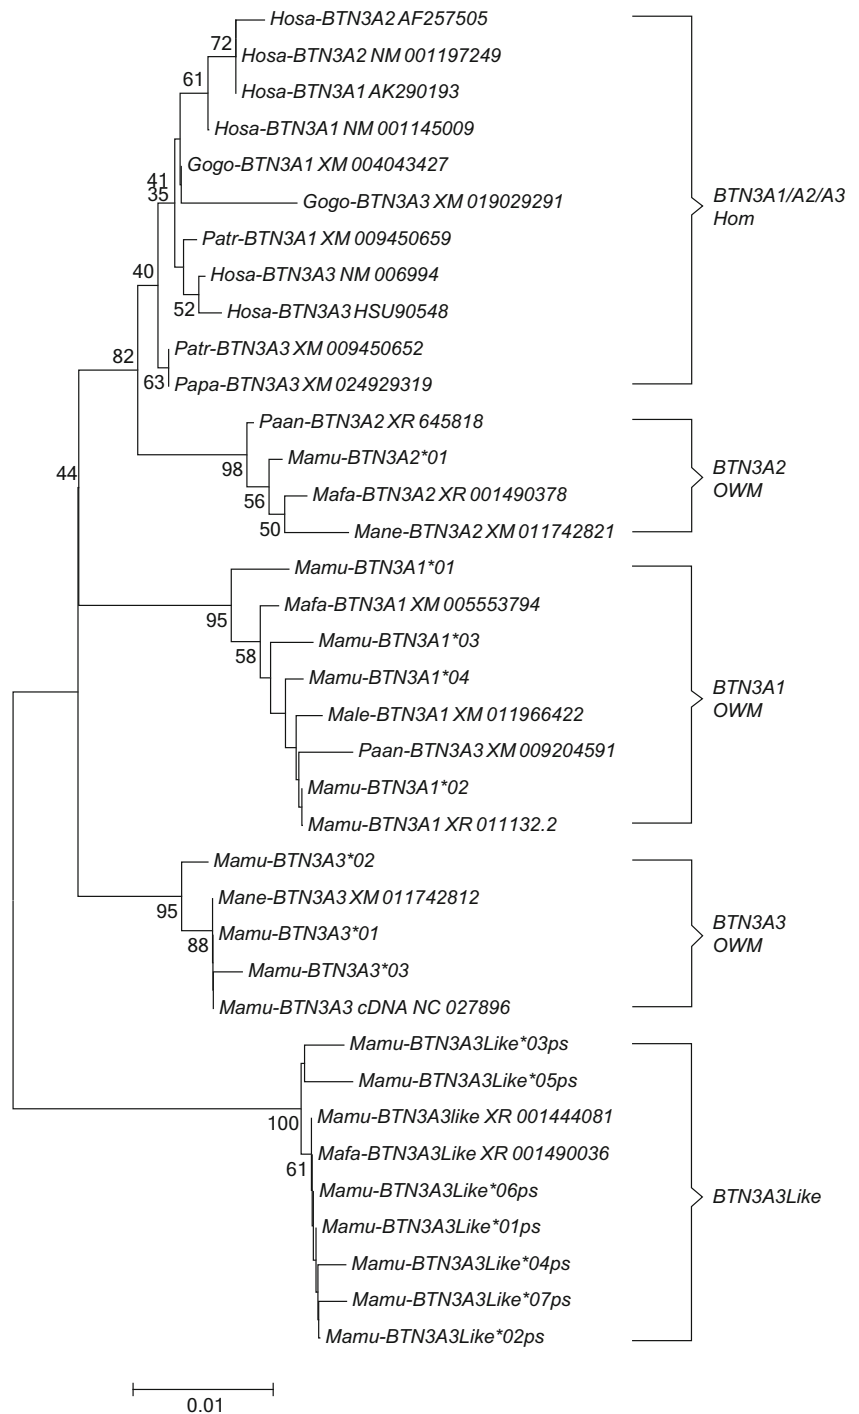 Hosa-BTN3A2 AF257505
72
Hosa-BTN3A2 NM 001197249
61
Hosa-BTN3A1 AK290193
Hosa-BTN3A1 NM 001145009
Gogo-BTN3A1 XM 004043427
41
35
Gogo-BTN3A3 XM 019029291
BTN3A1/A2/A3
Hom
Patr-BTN3A1 XM 009450659
40
Hosa-BTN3A3 NM 006994
52
Hosa-BTN3A3 HSU90548
Patr-BTN3A3 XM 009450652
82
63
Papa-BTN3A3 XM 024929319
Paan-BTN3A2 XR 645818
Mamu-BTN3A2*01
98
44
BTN3A2
OWM
56
Mafa-BTN3A2 XR 001490378
50
Mane-BTN3A2 XM 011742821
Mamu-BTN3A1*01
Mafa-BTN3A1 XM 005553794
95
Mamu-BTN3A1*03
58
Mamu-BTN3A1*04
BTN3A1
OWM
Male-BTN3A1 XM 011966422
Paan-BTN3A3 XM 009204591
Mamu-BTN3A1*02
Mamu-BTN3A1 XR 011132.2
Mamu-BTN3A3*02
Mane-BTN3A3 XM 011742812
95
Mamu-BTN3A3*01
88
BTN3A3
OWM
Mamu-BTN3A3*03
Mamu-BTN3A3 cDNA NC 027896
Mamu-BTN3A3Like*03ps
Mamu-BTN3A3Like*05ps
100
Mamu-BTN3A3like XR 001444081
Mafa-BTN3A3Like XR 001490036
61
Mamu-BTN3A3Like*06ps
BTN3A3Like
Mamu-BTN3A3Like*01ps
Mamu-BTN3A3Like*04ps
Mamu-BTN3A3Like*07ps
Mamu-BTN3A3Like*02ps
0.01